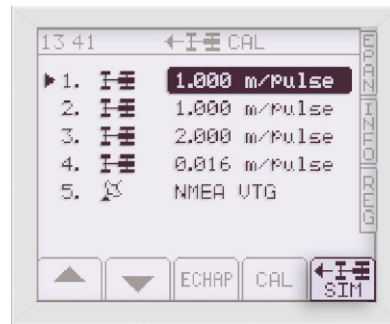 13 41 CAL
1. 1.000 m/Pulse
2. 1.000 m/Pulse
3. 2.000 m/Pulse
4. 0.016 m/Pulse
5. NMEA VTG
ECHAP CAL SIM
EPAN
INFO
REG